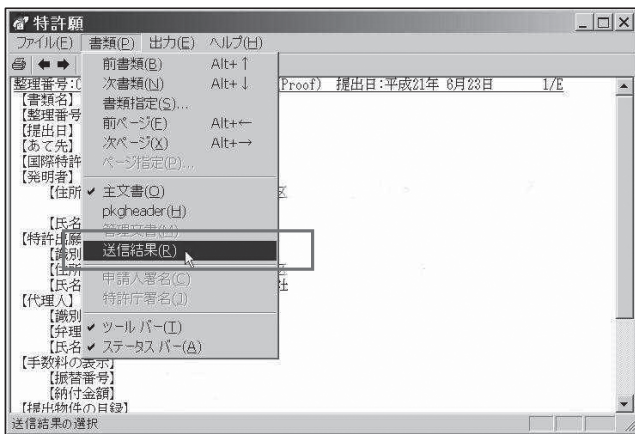 特許願
ファイル(F) 書類(P) 出力(E) ヘルプ(H)
整理番号:(
Proof) 提出日:平成21年 6月23日 1/E
前書類(B) Alt+↑
次書類(N) Alt+↓
書類指定(S)...
前ページ(F) Alt+←
次ページ(X) Alt+→
ページ指定(P)...
✔ 主文書(O)
pkgheader(H)
管理文書(M)
送信結果(R)
申請人署名(C)
特許庁署名(J)
✔ ツール バー(T)
✔ ステータス バー(A)
【書類名】
【整理番号
【提出日】
【あて先】
【国際特許
【発明者】
【住所
【氏名
【特許出願
【識別
【住所
【氏名
【代理人】
【識別
【弁理
【氏名
【手数料の表示】
【振替番号】
【納付金額】
【提出物件の目録】
送信結果の選択